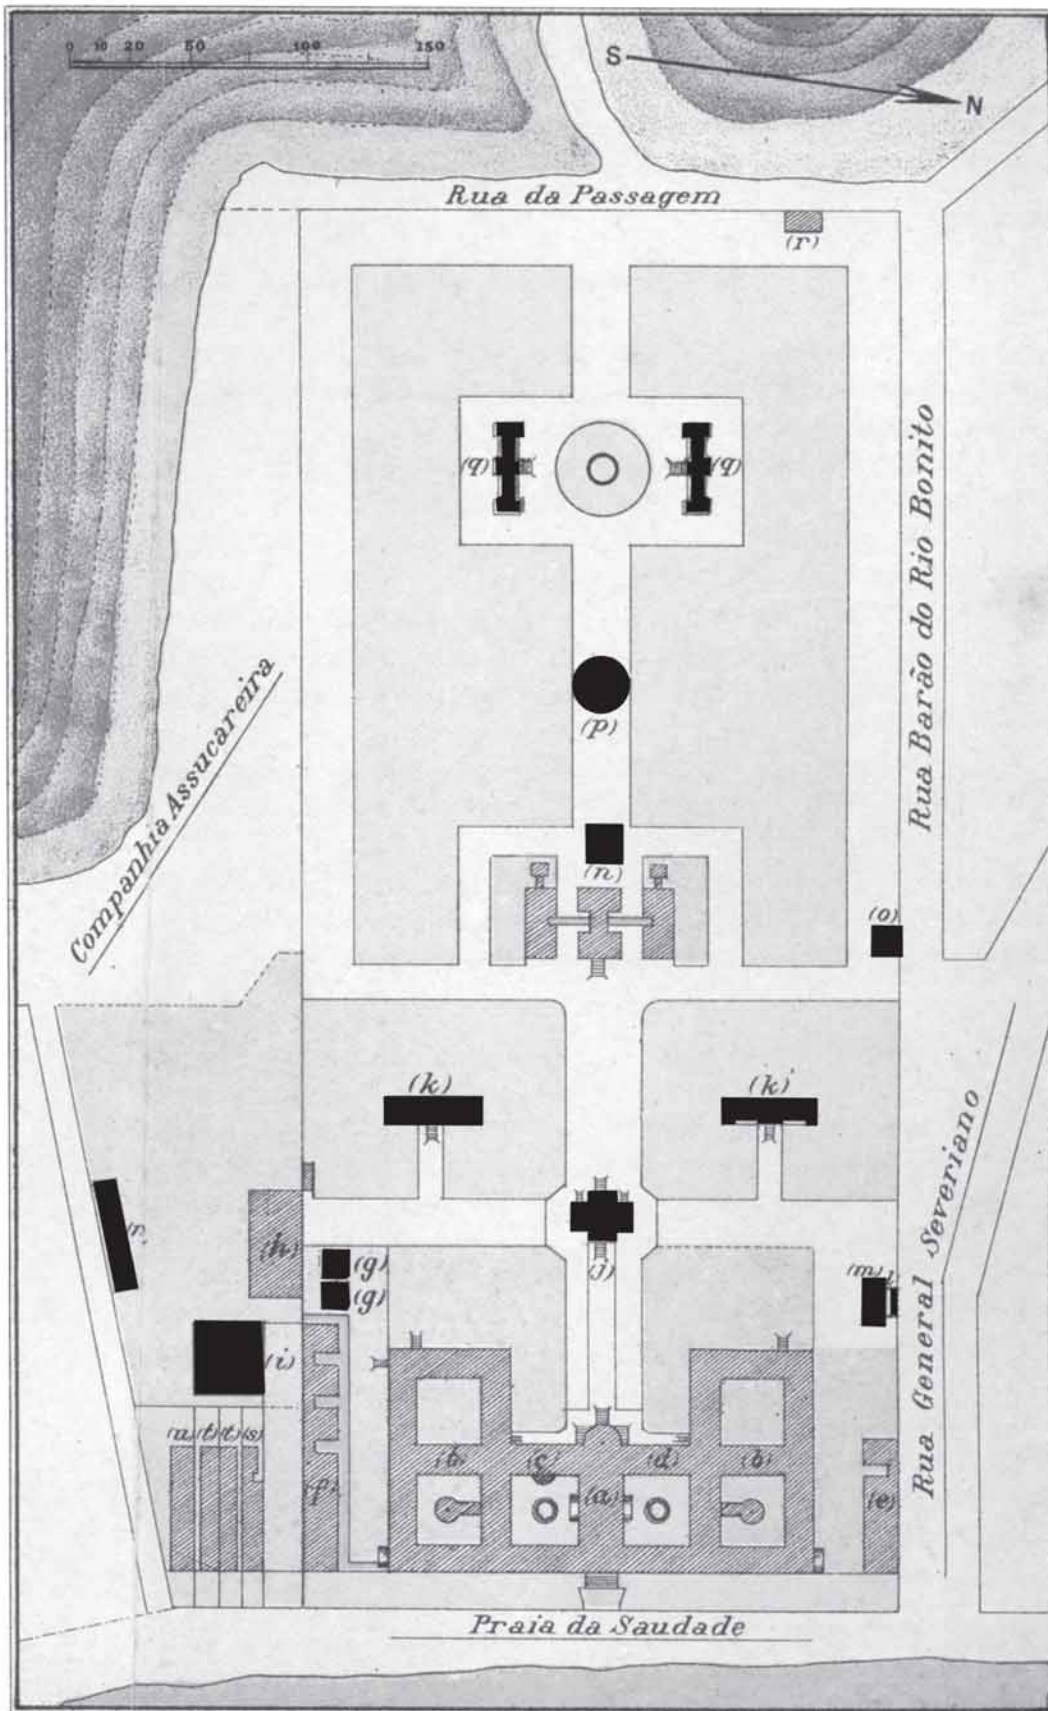 0 10 20 50 100 150
S
N
Rua da Passagem
(r)
(q) (q)
Rua Barão do Rio Bonito
(p)
Companhia Assucareira
(n)
(o)
(k) (k)'
Rua General Severiano
(h)
(g)
(j)
(m)
(g)
(i)
(u) (t) (t) (s)
(b) (c) (d) (b)
(f) (a) (e)
Praia da Saudade